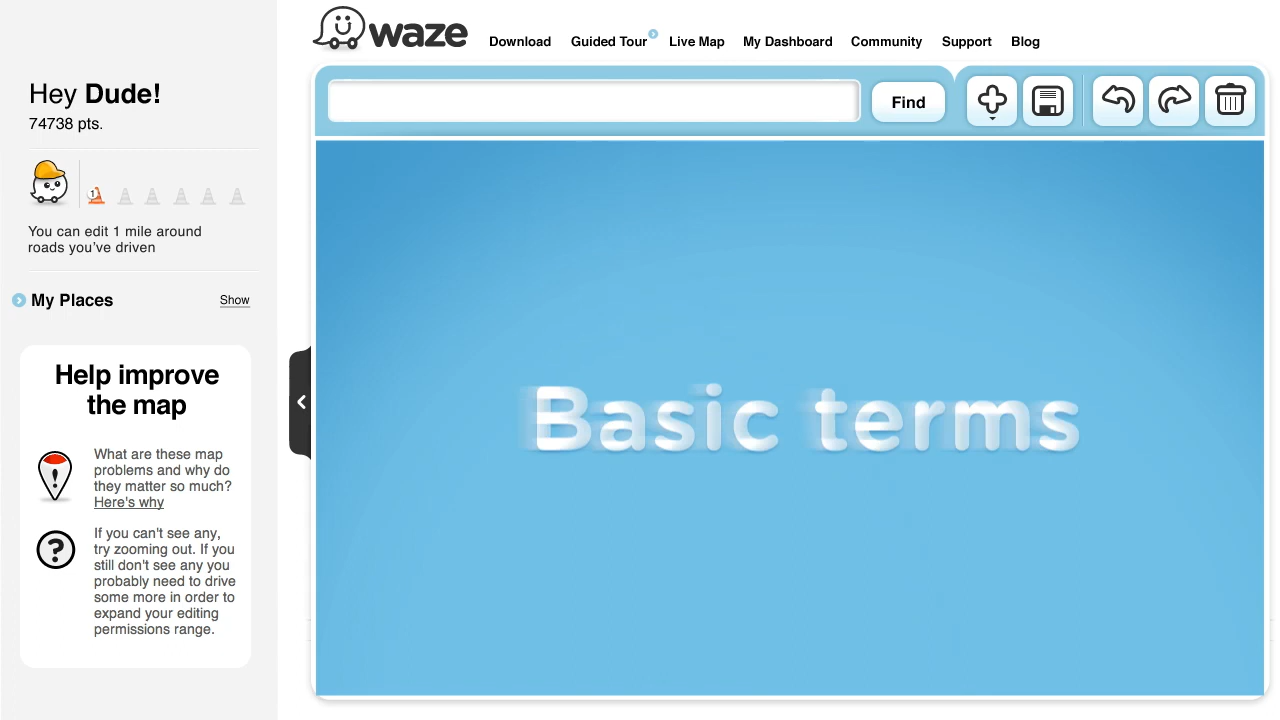 waze
Download Guided Tour Live Map My Dashboard Community Support Blog
Find
Hey Dude!
74738 pts.
1
You can edit 1 mile around
roads you’ve driven
My Places Show
Help improve
the map
What are these map
problems and why do
they matter so much?
Here's why
If you can't see any,
try zooming out. If you
still don't see any you
probably need to drive
some more in order to
expand your editing
permissions range.
Basic terms